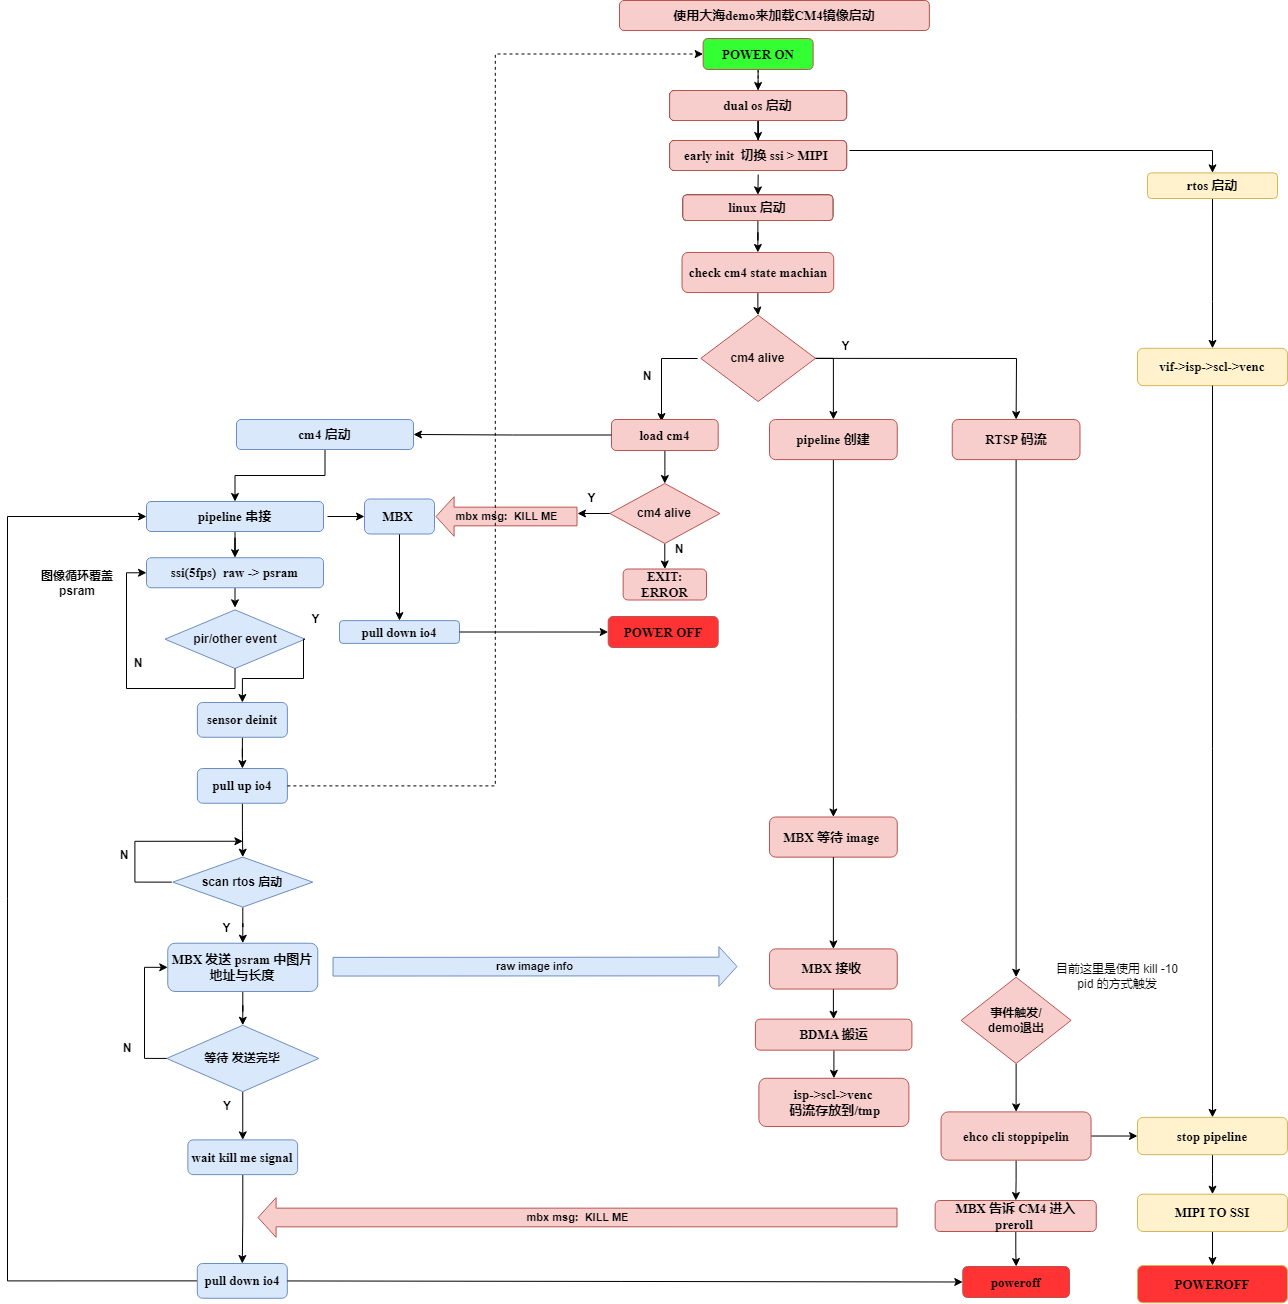 使用大海demo来加载CM4镜像启动
POWER ON
dual os 启动
early init 切换 ssi > MIPI
rtos 启动
linux 启动
check cm4 state machian
cm4 alive
Y
N
vif->isp->scl->venc
cm4 启动
load cm4
pipeline 创建
RTSP 码流
pipeline 串接
MBX
mbx msg: KILL ME
Y
cm4 alive
N
图像循环覆盖
psram
ssi(5fps) raw -> psram
EXIT:
ERROR
pir/other event
Y
N
pull down io4
POWER OFF
sensor deinit
pull up io4
MBX 等待 image
N
scan rtos 启动
Y
MBX 发送 psram 中图片
地址与长度
raw image info
MBX 接收
目前这里是使用 kill -10
pid 的方式触发
事件触发/
demo退出
BDMA 搬运
N
等待 发送完毕
isp->scl->venc
码流存放到/tmp
Y
ehco cli stoppipelin
stop pipeline
wait kill me signal
mbx msg: KILL ME
MBX 告诉 CM4 进入
preroll
MIPI TO SSI
pull down io4
poweroff
POWEROFF